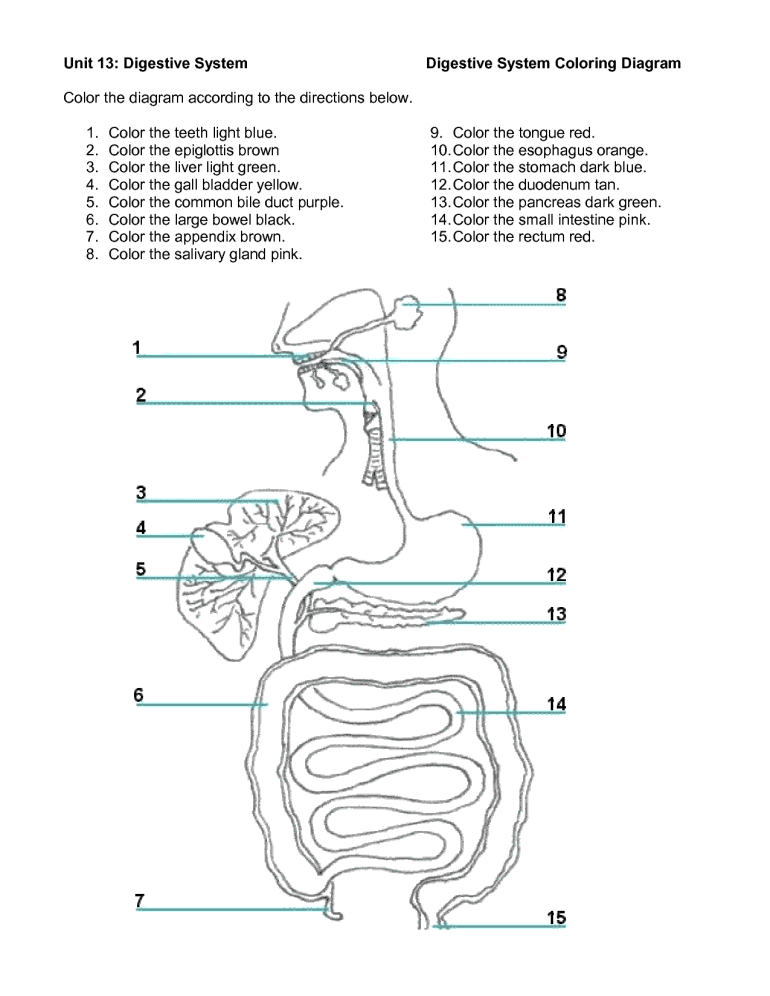 Unit 13: Digestive System
Digestive System Coloring Diagram
Color the diagram according to the directions below.
1. Color the teeth light blue.
2. Color the epiglottis brown
3. Color the liver light green.
4. Color the gall bladder yellow.
5. Color the common bile duct purple.
6. Color the large bowel black.
7. Color the appendix brown.
8. Color the salivary gland pink.
9. Color the tongue red.
10. Color the esophagus orange.
11. Color the stomach dark blue.
12. Color the duodenum tan.
13. Color the pancreas dark green.
14. Color the small intestine pink.
15. Color the rectum red.
8
1
9
2
10
3
11
4
5
12
13
6
14
7
15